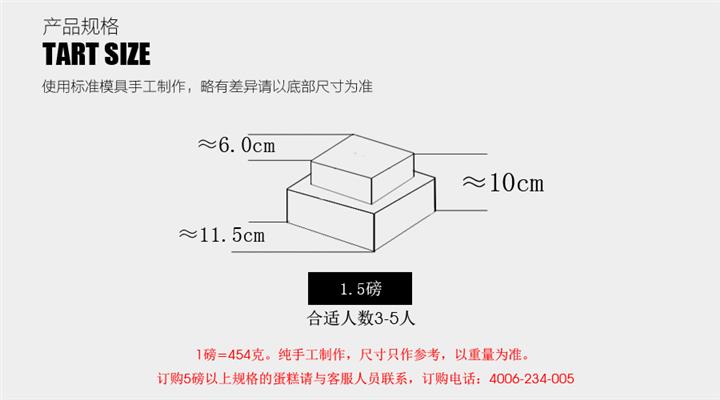 产品规格
TART SIZE
使用标准模具手工制作，略有差异请以底部尺寸为准
≈6.0cm
≈10cm
≈11.5cm
1.5磅
合适人数3-5人
1磅=454克。纯手工制作，尺寸只作参考，以重量为准。
订购5磅以上规格的蛋糕请与客服人员联系，订购电话：4006-234-005